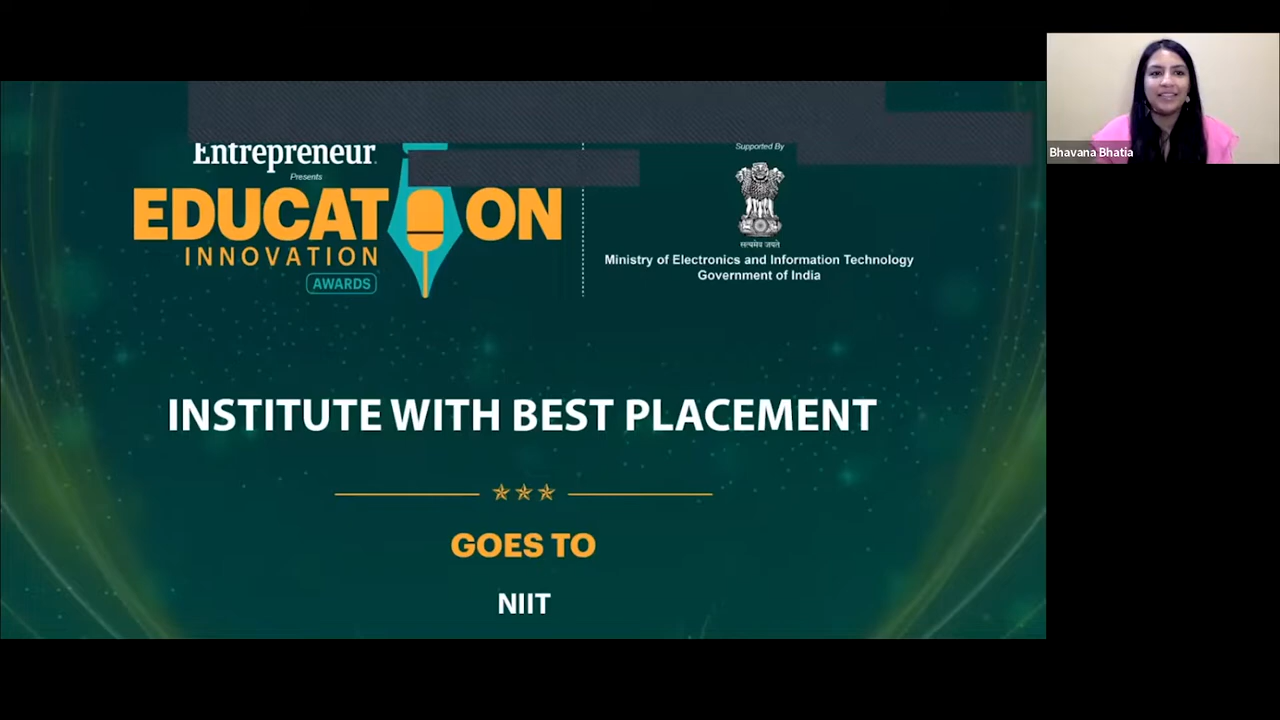 Entrepreneur
Presents
EDUCATION
INNOVATION
AWARDS
Supported By
सत्यमेव जयते
Ministry of Electronics and Information Technology
Government of India
INSTITUTE WITH BEST PLACEMENT
GOES TO
NIIT
Bhavana Bhatia